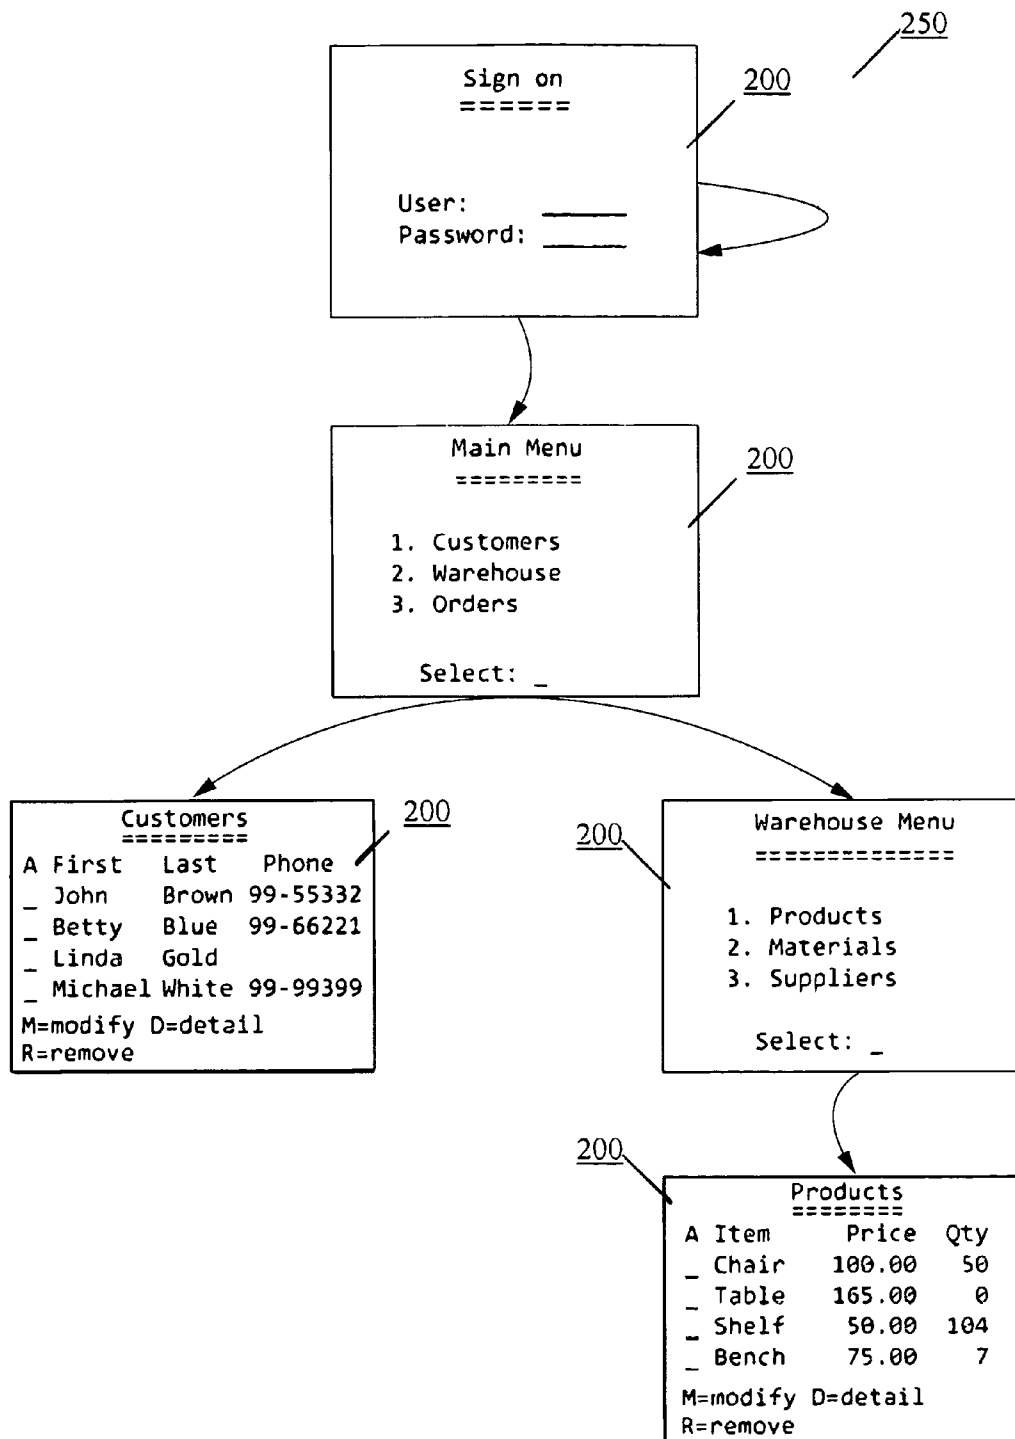 250
Sign on
======
200
User: ______
Password: ______
Main Menu
=========
200
1. Customers
2. Warehouse
3. Orders
Select: _
Customers
=========
200
A First Last Phone
_ John Brown 99-55332
_ Betty Blue 99-66221
_ Linda Gold
_ Michael White 99-99399
M=modify D=detail
R=remove
Warehouse Menu
==============
200
1. Products
2. Materials
3. Suppliers
Select: _
200
Products
========
A Item Price Qty
_ Chair 100.00 50
_ Table 165.00 0
_ Shelf 50.00 104
_ Bench 75.00 7
M=modify D=detail
R=remove